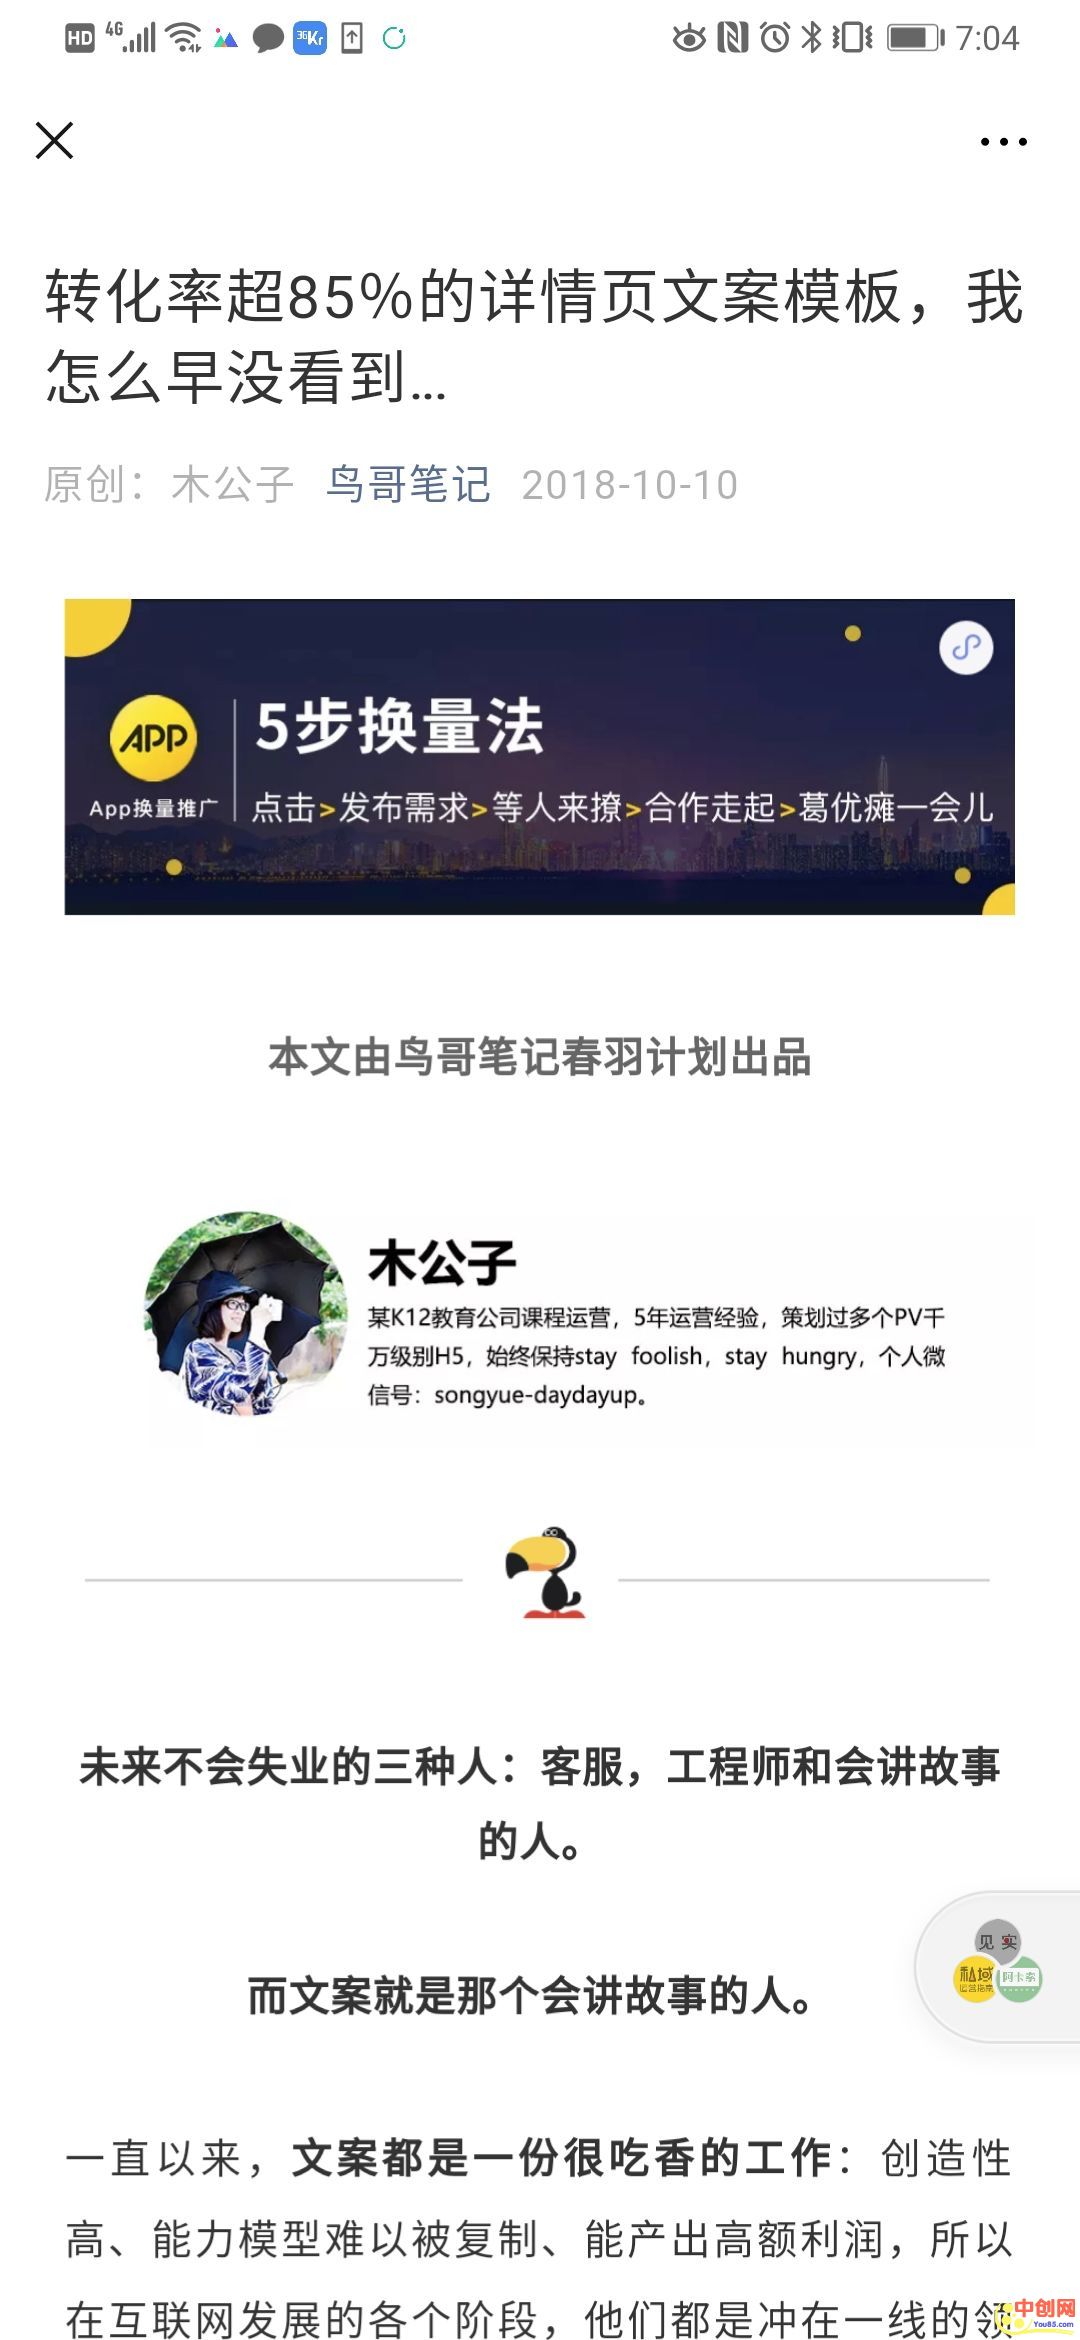 HD 4G 36Kr 7:04
转化率超85%的详情页文案模板，我
怎么早没看到...
原创：木公子 鸟哥笔记 2018-10-10
APP
5步换量法
App换量推广
点击>发布需求>等人来撩>合作走起>葛优瘫一会儿
本文由鸟哥笔记春羽计划出品
木公子
某K12教育公司课程运营，5年运营经验，策划过多个PV千
万级别H5，始终保持stay foolish，stay hungry，个人微
信号：songyue-daydayup。
未来不会失业的三种人：客服，工程师和会讲故事
的人。
见实
私域
运营指南
阿卡索
而文案就是那个会讲故事的人。
一直以来，文案都是一份很吃香的工作：创造性
高、能力模型难以被复制、能产出高额利润，所以
在互联网发展的各个阶段，他们都是冲在一线的领
中创网
You85.com